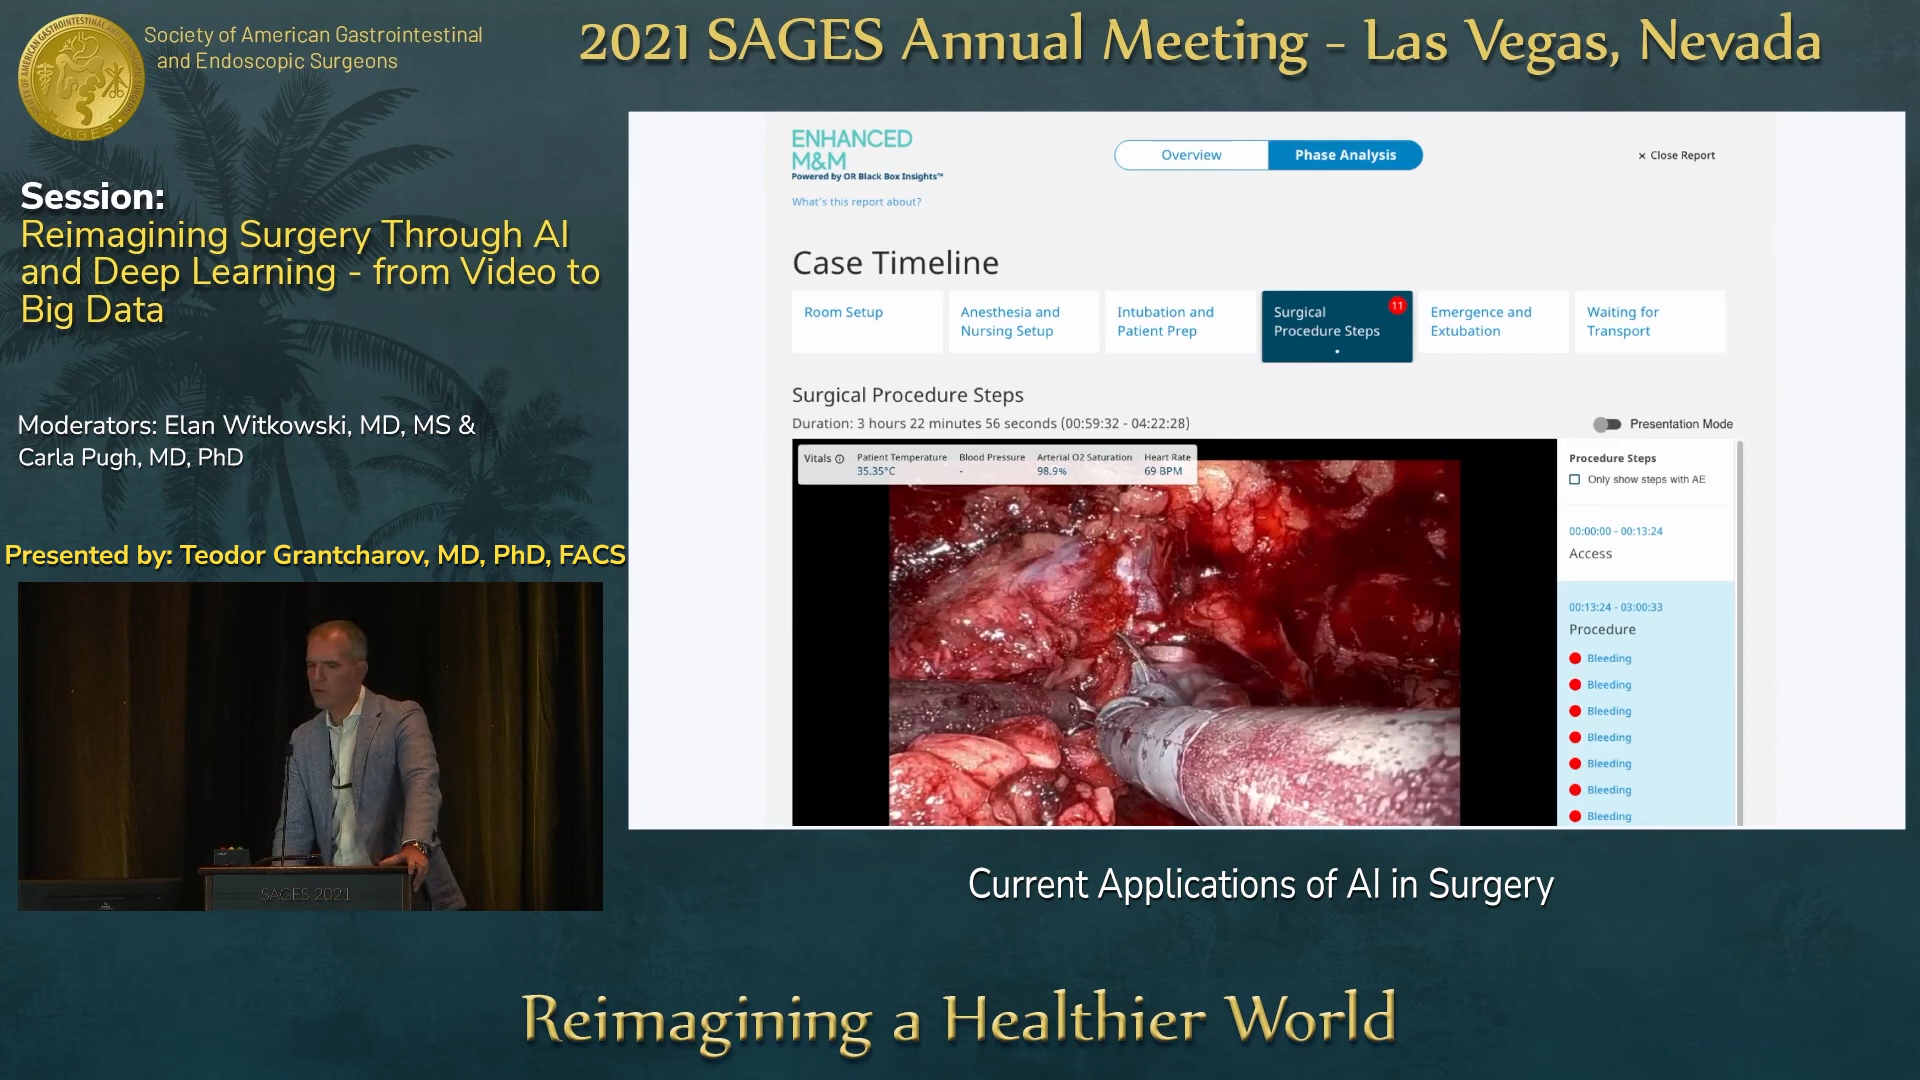 Society of American Gastrointestinal
and Endoscopic Surgeons
2021 SAGES Annual Meeting - Las Vegas, Nevada
SAGES
Session:
Reimagining Surgery Through AI
and Deep Learning - from Video to
Big Data
Moderators: Elan Witkowski, MD, MS &
Carla Pugh, MD, PhD
Presented by: Teodor Grantcharov, MD, PhD, FACS
SAGES 2021
ENHANCED
M&M
Powered by OR Black Box Insights™
What's this report about?
Overview
Phase Analysis
× Close Report
Case Timeline
Room Setup
Anesthesia and
Nursing Setup
Intubation and
Patient Prep
Surgical
Procedure Steps
11
Emergence and
Extubation
Waiting for
Transport
Surgical Procedure Steps
Duration: 3 hours 22 minutes 56 seconds (00:59:32 - 04:22:28)
Presentation Mode
Vitals
Patient Temperature
35.35°C
Blood Pressure
-
Arterial O2 Saturation
98.9%
Heart Rate
69 BPM
Procedure Steps
Only show steps with AE
00:00:00 - 00:13:24
Access
00:13:24 - 03:00:33
Procedure
Bleeding
Bleeding
Bleeding
Bleeding
Bleeding
Bleeding
Bleeding
Current Applications of AI in Surgery
Reimagining a Healthier World